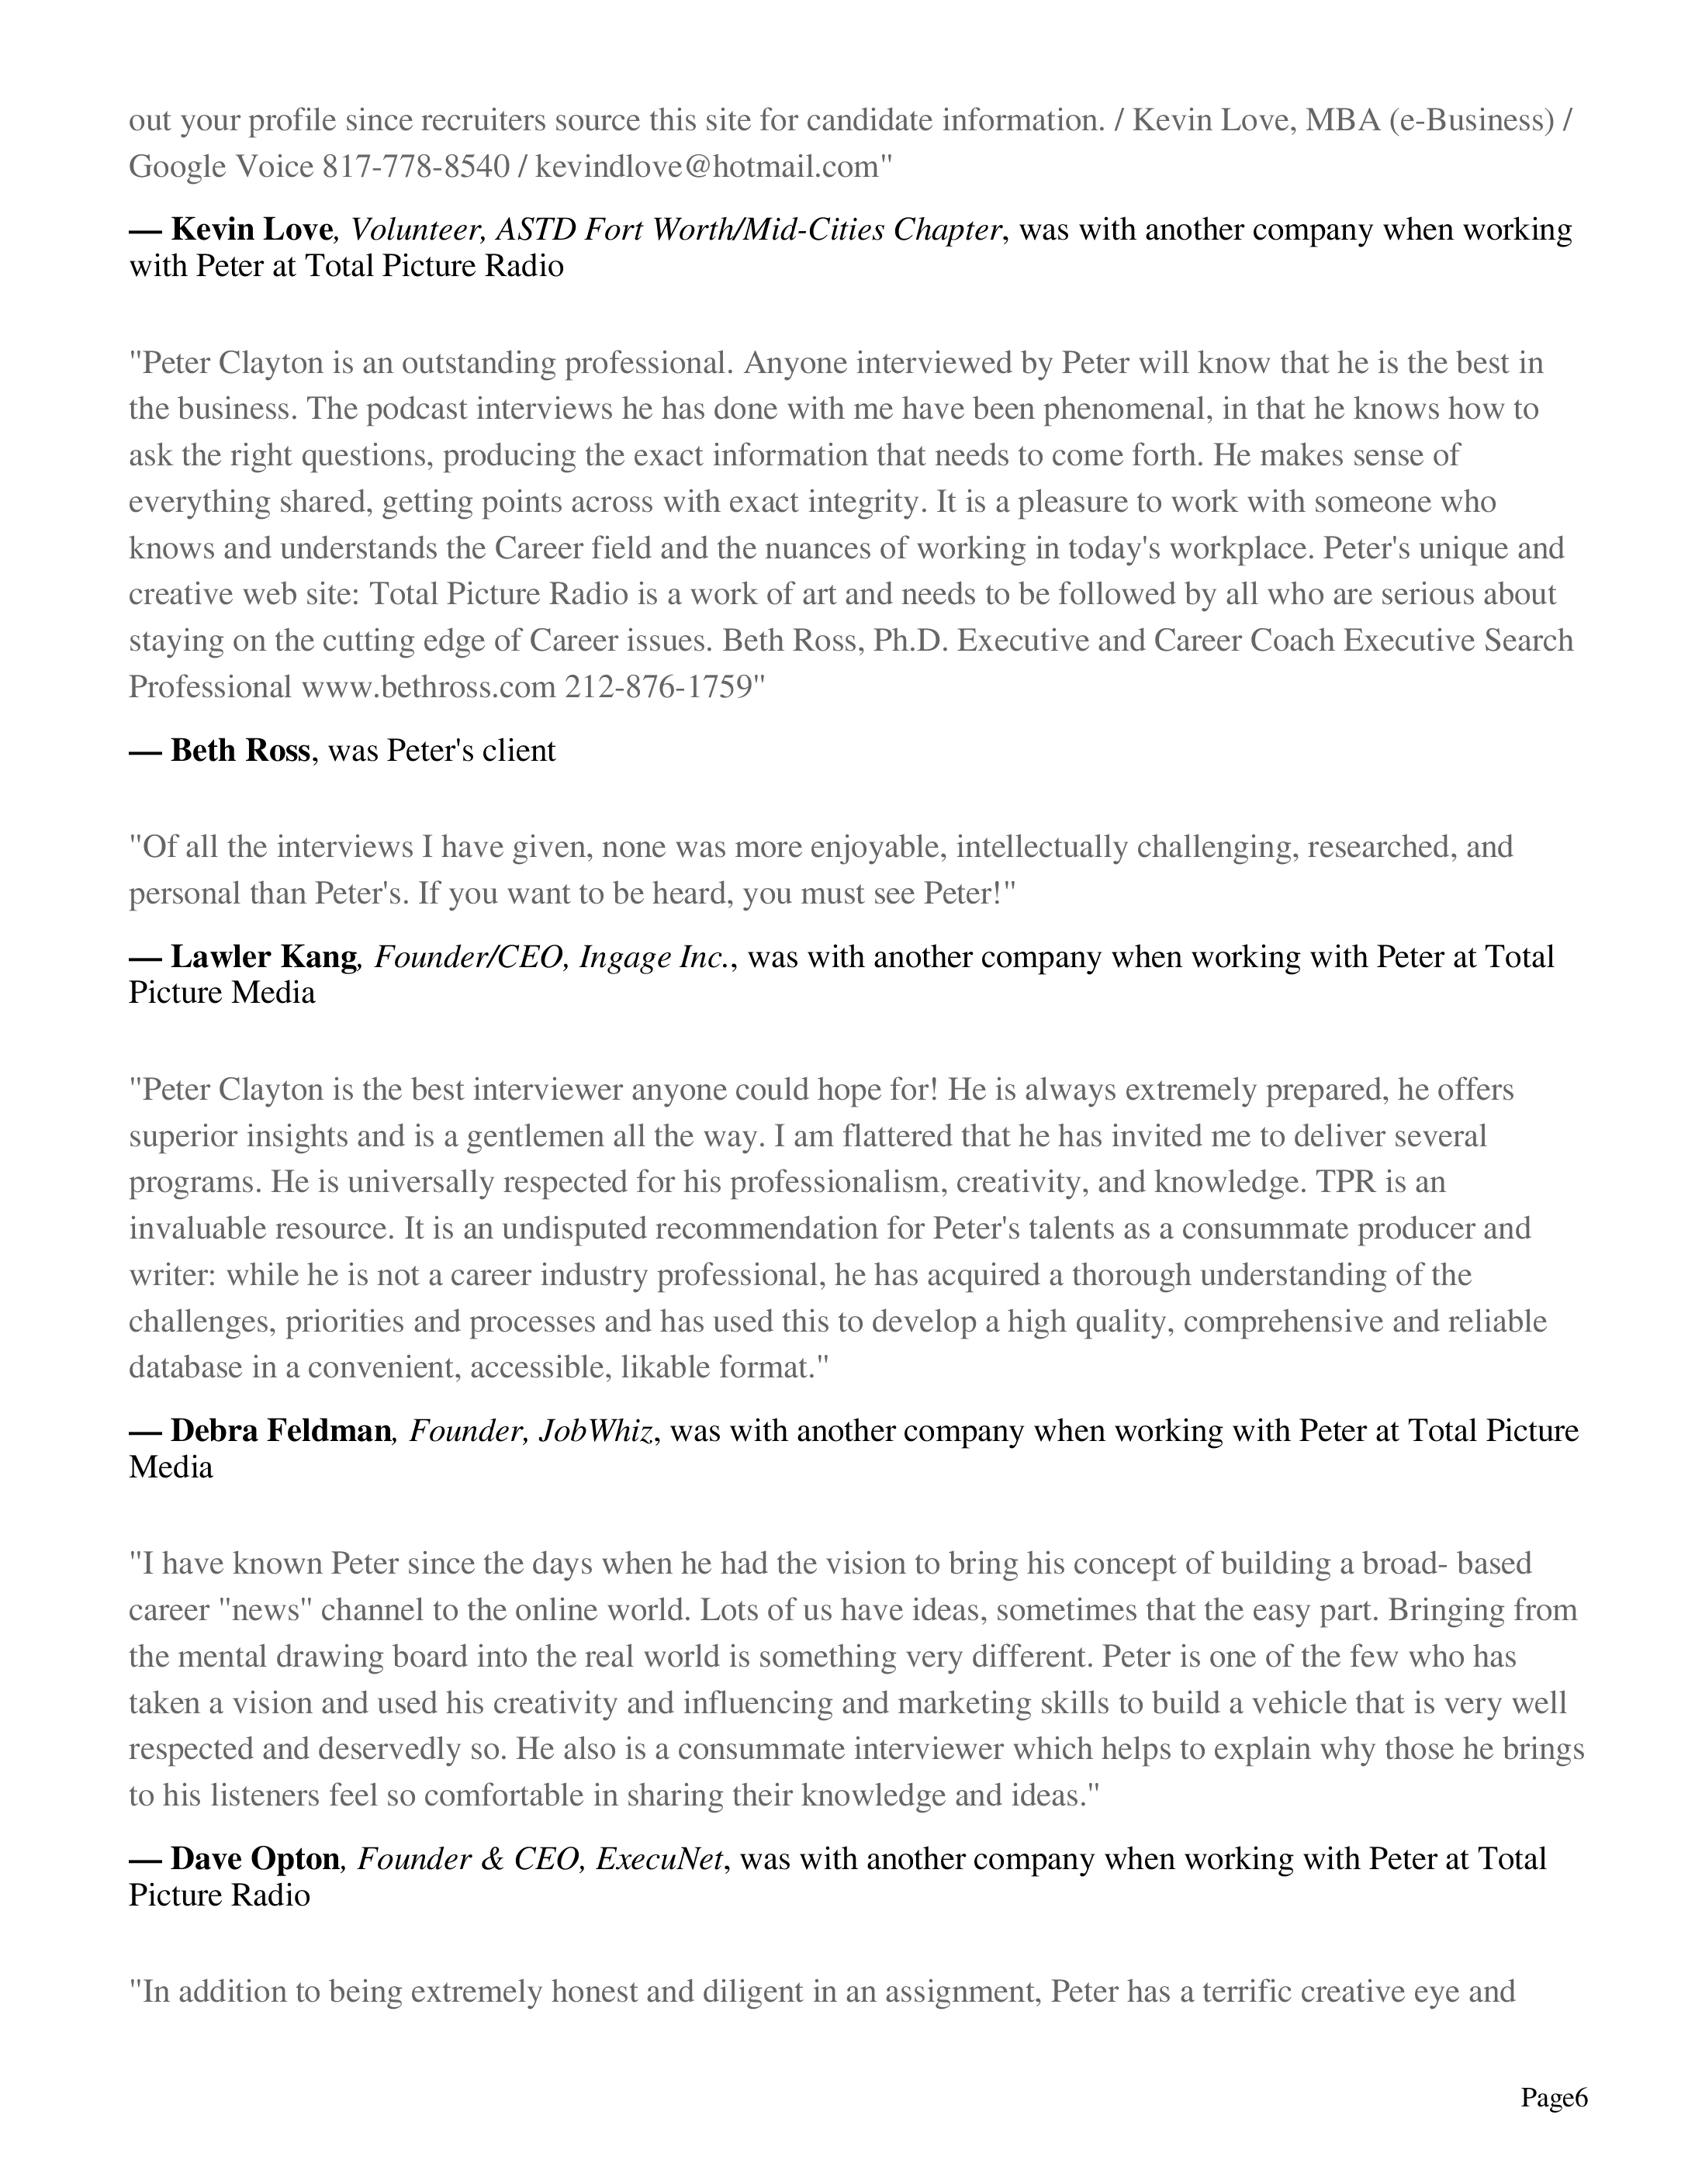 out your profile since recruiters source this site for candidate information. / Kevin Love, MBA (e-Business) /
Google Voice 817-778-8540 / kevindlove@hotmail.com"
— Kevin Love, Volunteer, ASTD Fort Worth/Mid-Cities Chapter, was with another company when working
with Peter at Total Picture Radio
"Peter Clayton is an outstanding professional. Anyone interviewed by Peter will know that he is the best in
the business. The podcast interviews he has done with me have been phenomenal, in that he knows how to
ask the right questions, producing the exact information that needs to come forth. He makes sense of
everything shared, getting points across with exact integrity. It is a pleasure to work with someone who
knows and understands the Career field and the nuances of working in today's workplace. Peter's unique and
creative web site: Total Picture Radio is a work of art and needs to be followed by all who are serious about
staying on the cutting edge of Career issues. Beth Ross, Ph.D. Executive and Career Coach Executive Search
Professional www.bethross.com 212-876-1759"
— Beth Ross, was Peter's client
"Of all the interviews I have given, none was more enjoyable, intellectually challenging, researched, and
personal than Peter's. If you want to be heard, you must see Peter!"
— Lawler Kang, Founder/CEO, Ingage Inc., was with another company when working with Peter at Total
Picture Media
"Peter Clayton is the best interviewer anyone could hope for! He is always extremely prepared, he offers
superior insights and is a gentlemen all the way. I am flattered that he has invited me to deliver several
programs. He is universally respected for his professionalism, creativity, and knowledge. TPR is an
invaluable resource. It is an undisputed recommendation for Peter's talents as a consummate producer and
writer: while he is not a career industry professional, he has acquired a thorough understanding of the
challenges, priorities and processes and has used this to develop a high quality, comprehensive and reliable
database in a convenient, accessible, likable format."
— Debra Feldman, Founder, JobWhiz, was with another company when working with Peter at Total Picture
Media
"I have known Peter since the days when he had the vision to bring his concept of building a broad- based
career "news" channel to the online world. Lots of us have ideas, sometimes that the easy part. Bringing from
the mental drawing board into the real world is something very different. Peter is one of the few who has
taken a vision and used his creativity and influencing and marketing skills to build a vehicle that is very well
respected and deservedly so. He also is a consummate interviewer which helps to explain why those he brings
to his listeners feel so comfortable in sharing their knowledge and ideas."
— Dave Opton, Founder & CEO, ExecuNet, was with another company when working with Peter at Total
Picture Radio
"In addition to being extremely honest and diligent in an assignment, Peter has a terrific creative eye and
Page6